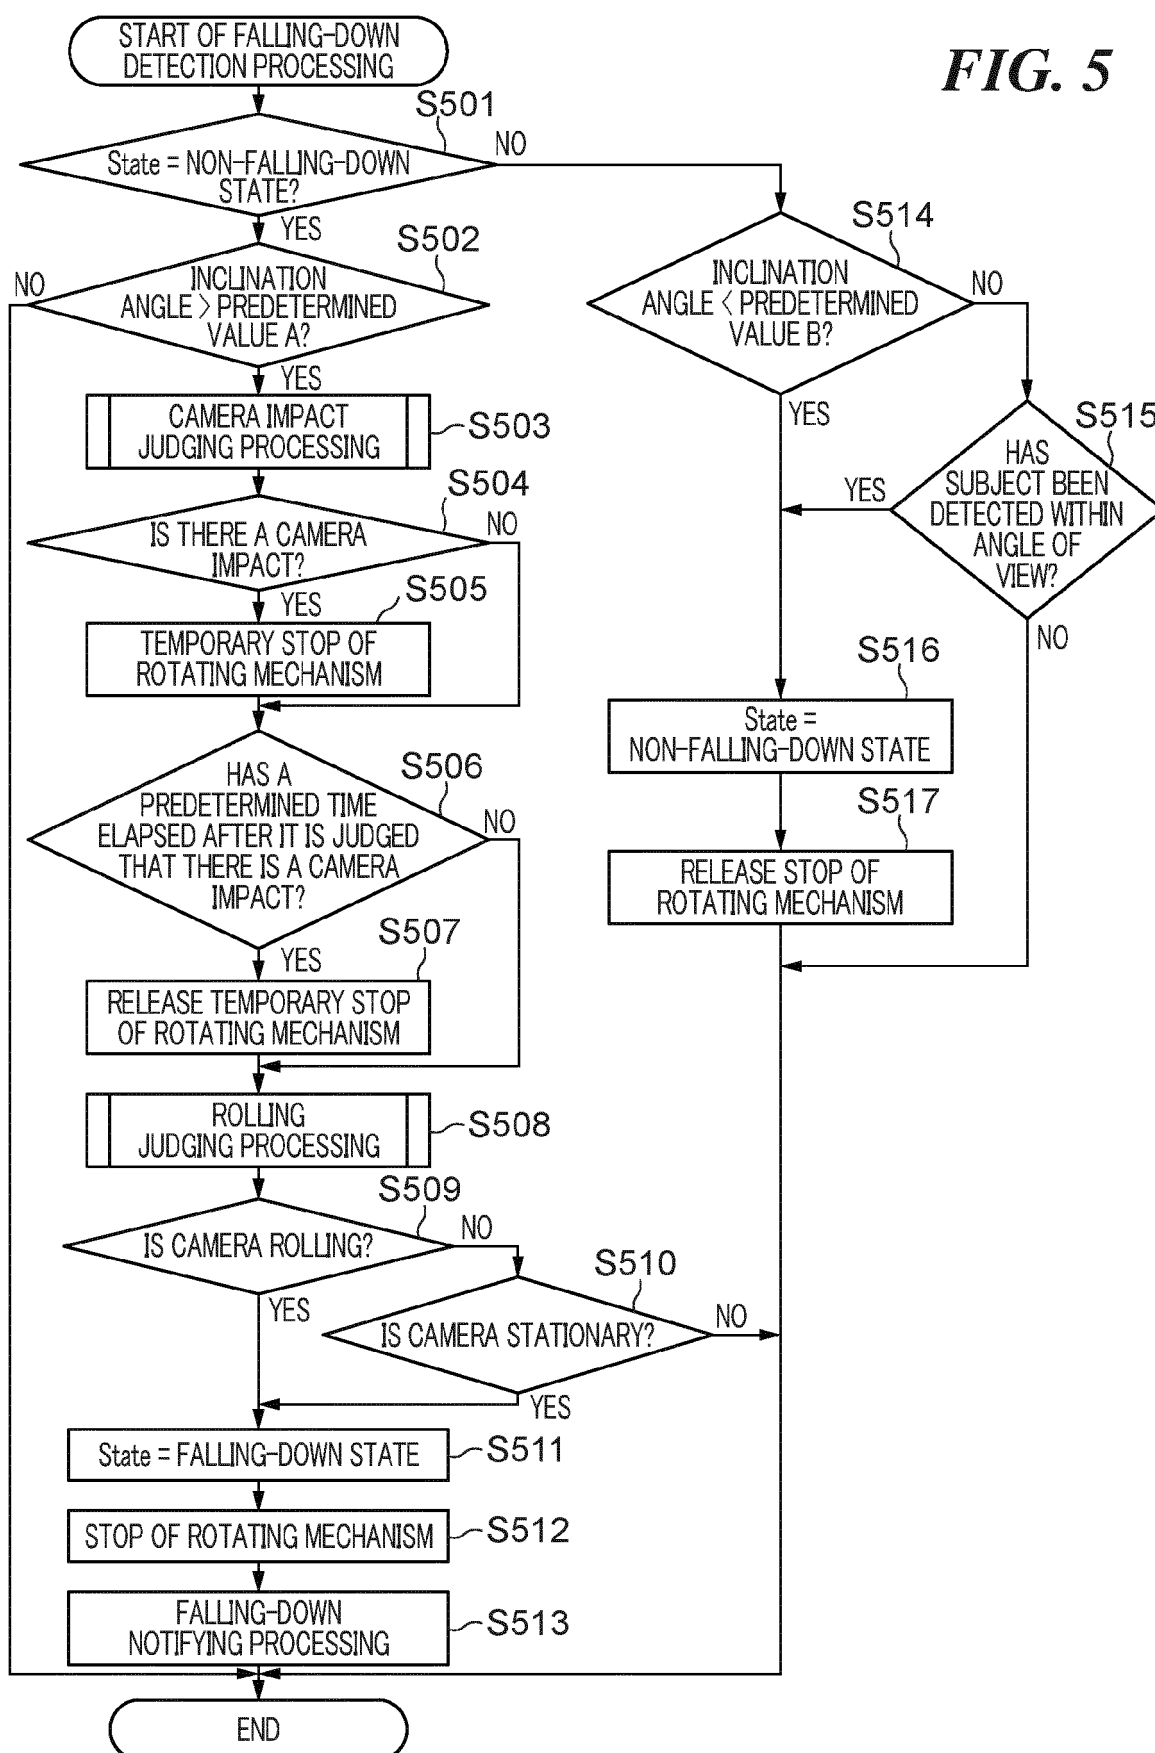 FIG. 5
START OF FALLING-DOWN
DETECTION PROCESSING
S501
State = NON-FALLING-DOWN
STATE?
NO
YES
S502
INCLINATION
ANGLE > PREDETERMINED
VALUE A?
NO
YES
CAMERA IMPACT
JUDGING PROCESSING
S503
S504
IS THERE A CAMERA
IMPACT?
NO
YES
S505
TEMPORARY STOP OF
ROTATING MECHANISM
S506
HAS A
PREDETERMINED TIME
ELAPSED AFTER IT IS JUDGED
THAT THERE IS A CAMERA
IMPACT?
NO
YES
S507
RELEASE TEMPORARY STOP
OF ROTATING MECHANISM
ROLLING
JUDGING PROCESSING
S508
S509
IS CAMERA ROLLING?
NO
YES
S510
IS CAMERA STATIONARY?
NO
YES
State = FALLING-DOWN STATE
S511
STOP OF ROTATING MECHANISM
S512
FALLING-DOWN
NOTIFYING PROCESSING
S513
END
S514
INCLINATION
ANGLE < PREDETERMINED
VALUE B?
NO
YES
S515
HAS
SUBJECT BEEN
DETECTED WITHIN
ANGLE OF
VIEW?
YES
NO
S516
State =
NON-FALLING-DOWN STATE
S517
RELEASE STOP OF
ROTATING MECHANISM